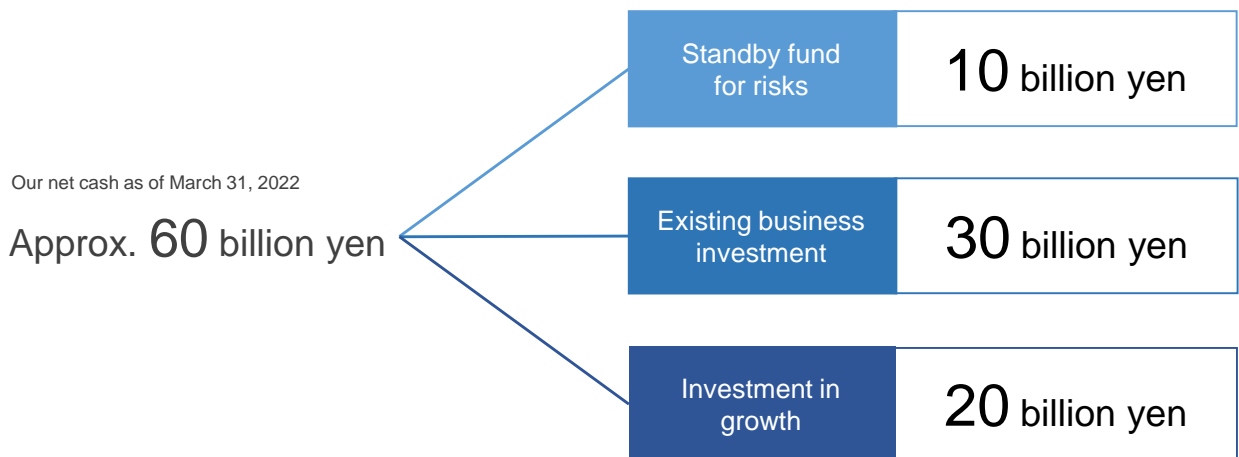 Standby fund
for risks
10 billion yen
Our net cash as of March 31, 2022
Approx. 60 billion yen
Existing business
investment
30 billion yen
Investment in
growth
20 billion yen